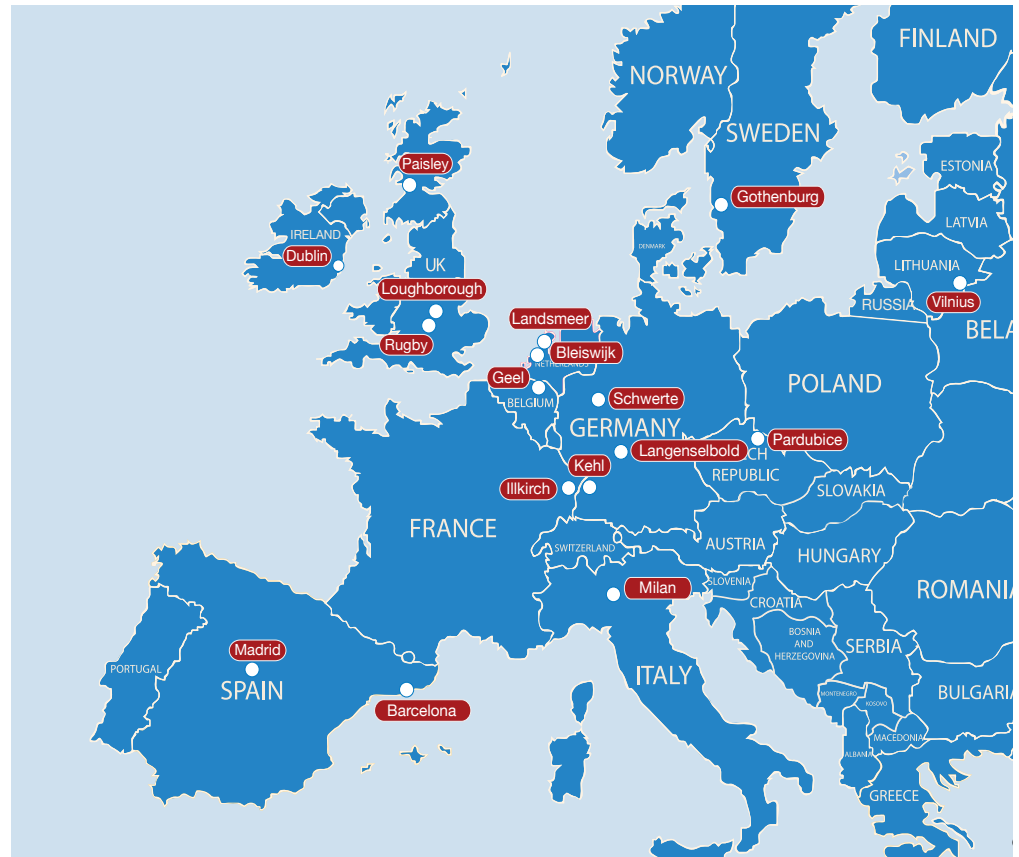 FINLAND
NORWAY
SWEDEN
Paisley
ESTONIA
Gothenburg
LATVIA
IRELAND
DENMARK
Dublin
UK
LITHUANIA
Loughborough
Vilnius
RUSSIA
Landsmeer
BELA
Rugby
Bleiswijk
NETHERLANDS
Geel
POLAND
BELGIUM
Schwerte
GERMANY
Pardubice
Langenselbold
CH
REPUBLIC
Kehl
Illkirch
SLOVAKIA
FRANCE
AUSTRIA
SWITZERLAND
HUNGARY
SLOVENIA
Milan
ROMANIA
CROATIA
BOSNIA
AND
HERZEGOVINA
SERBIA
Madrid
PORTUGAL
ITALY
SPAIN
MONTENEGRO
BULGARIA
KOSOVO
Barcelona
MACEDONIA
ALBANIA
GREECE